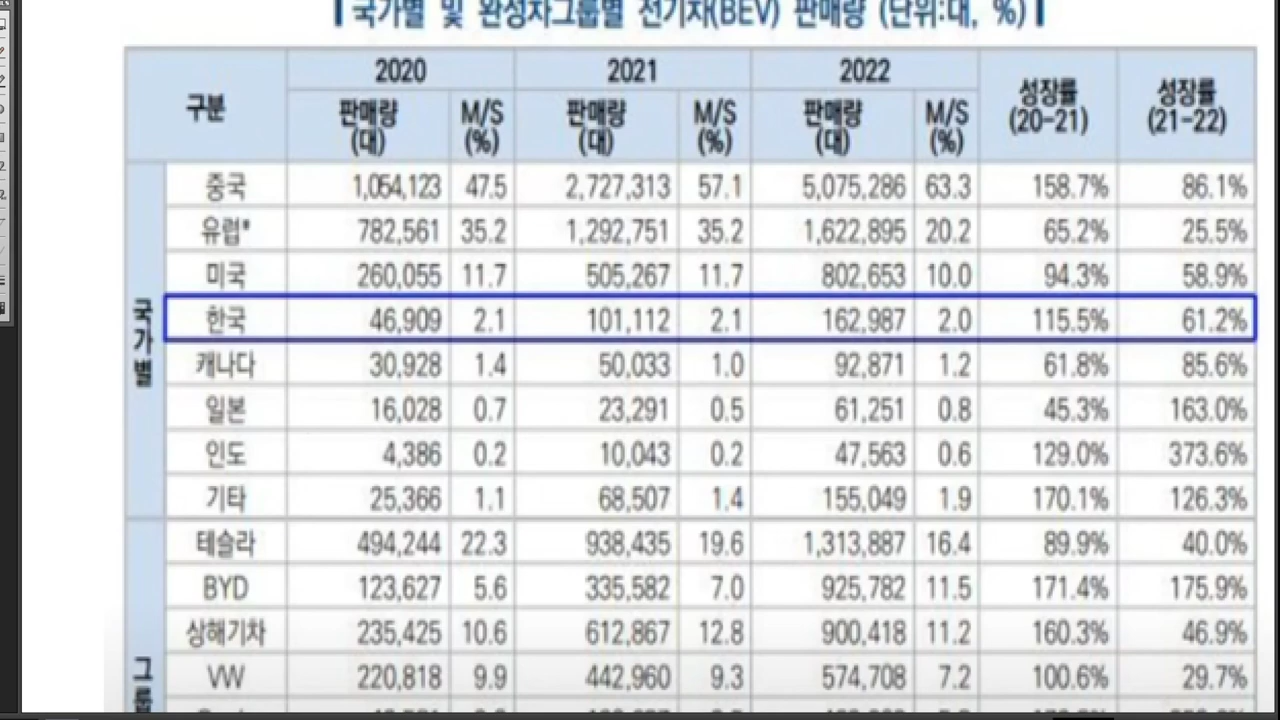 국가별 및 완성차그룹별 전기차(BEV) 판매량 (단위:대, %)
구분 2020 2021 2022 성장률 (20-21) 성장률 (21-22)
판매량 (대) M/S (%) 판매량 (대) M/S (%) 판매량 (대) M/S (%)
국가별
중국 1,054,123 47.5 2,727,313 57.1 5,075,286 63.3 158.7% 86.1%
유럽* 782,561 35.2 1,292,751 35.2 1,622,895 20.2 65.2% 25.5%
미국 260,055 11.7 505,267 11.7 802,653 10.0 94.3% 58.9%
한국 46,909 2.1 101,112 2.1 162,987 2.0 115.5% 61.2%
캐나다 30,928 1.4 50,033 1.0 92,871 1.2 61.8% 85.6%
일본 16,028 0.7 23,291 0.5 61,251 0.8 45.3% 163.0%
인도 4,386 0.2 10,043 0.2 47,563 0.6 129.0% 373.6%
기타 25,366 1.1 68,507 1.4 155,049 1.9 170.1% 126.3%
그룹
테슬라 494,244 22.3 938,435 19.6 1,313,887 16.4 89.9% 40.0%
BYD 123,627 5.6 335,582 7.0 925,782 11.5 171.4% 175.9%
상해기차 235,425 10.6 612,867 12.8 900,418 11.2 160.3% 46.9%
VW 220,818 9.9 442,960 9.3 574,708 7.2 100.6% 29.7%